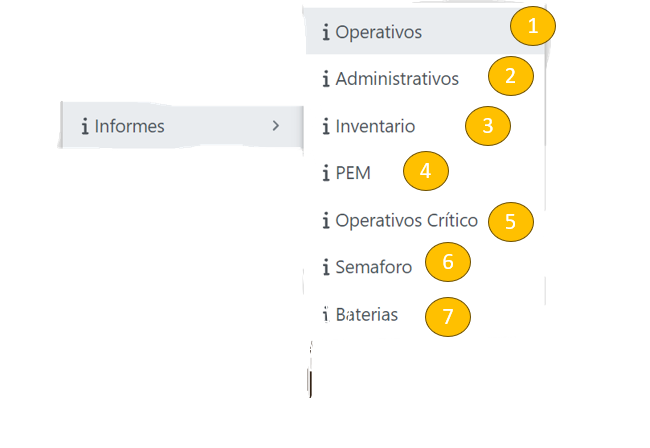 Informes
Operativos 1
Administrativos 2
Inventario 3
PEM 4
Operativos Crítico 5
Semaforo 6
Baterias 7